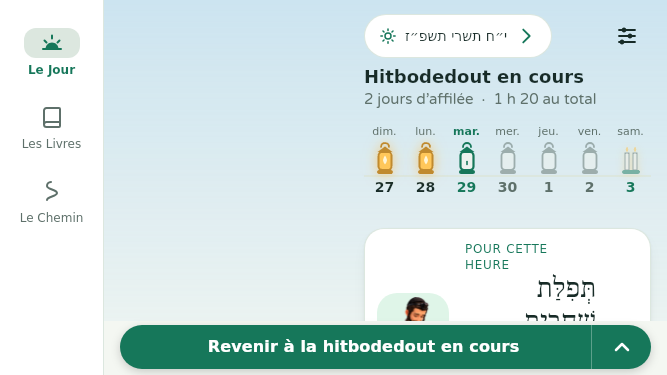 Le Jour
Les Livres
Le Chemin
י״ח תשרי תשפ״ז
Hitbodedout en cours
2 jours d’affilée · 1 h 20 au total
dim. lun. mar. mer. jeu. ven. sam.
27 28 29 30 1 2 3
POUR CETTE
HEURE
תְּפִלַּת
Revenir à la hitbodedout en cours